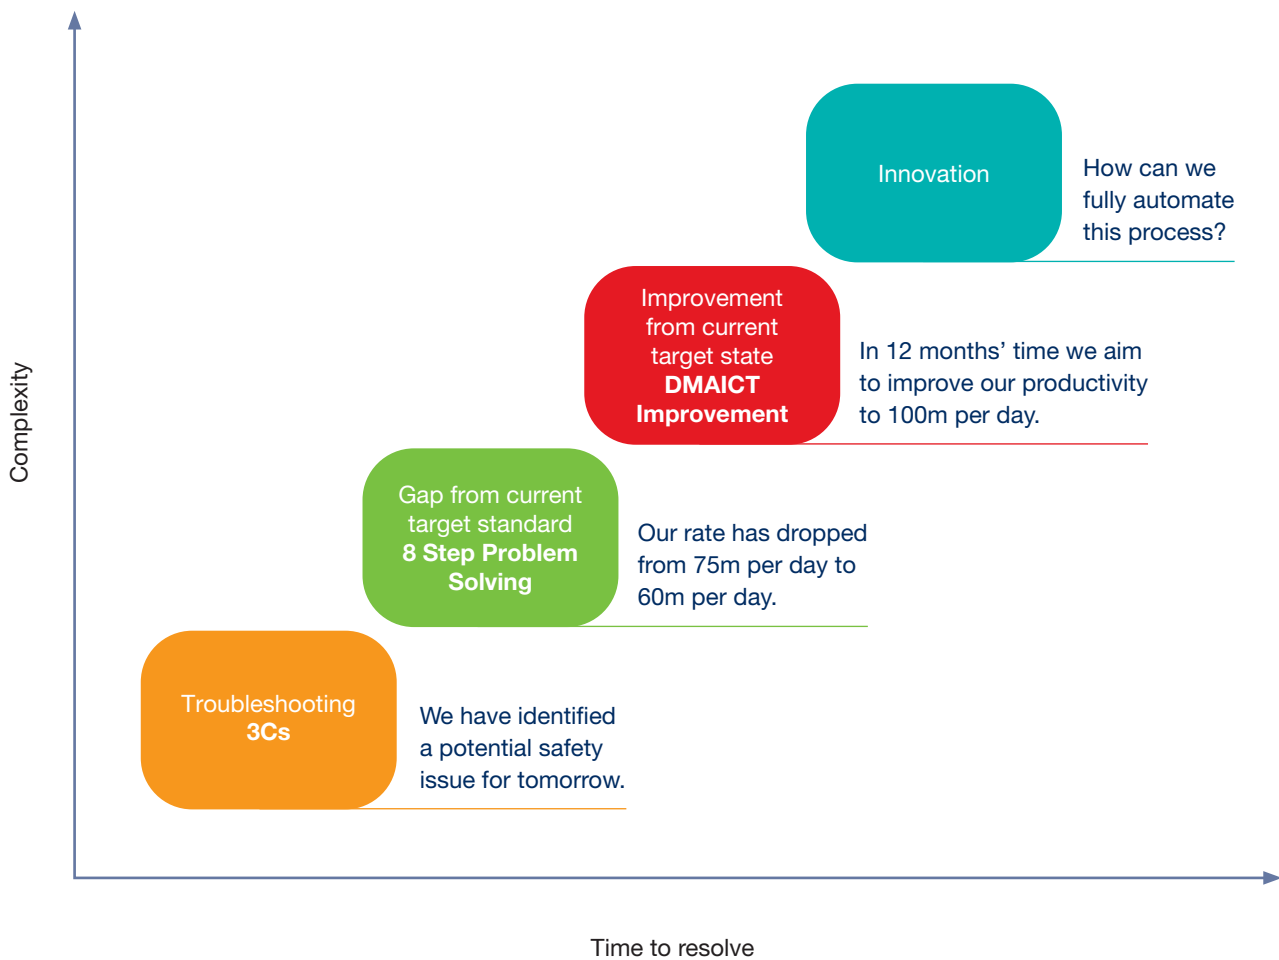 Innovation
How can we
fully automate
this process?
Improvement
from current
target state
DMAICT
Improvement
In 12 months’ time we aim
to improve our productivity
to 100m per day.
Complexity
Gap from current
target standard
8 Step Problem
Solving
Our rate has dropped
from 75m per day to
60m per day.
Troubleshooting
3Cs
We have identified
a potential safety
issue for tomorrow.
Time to resolve